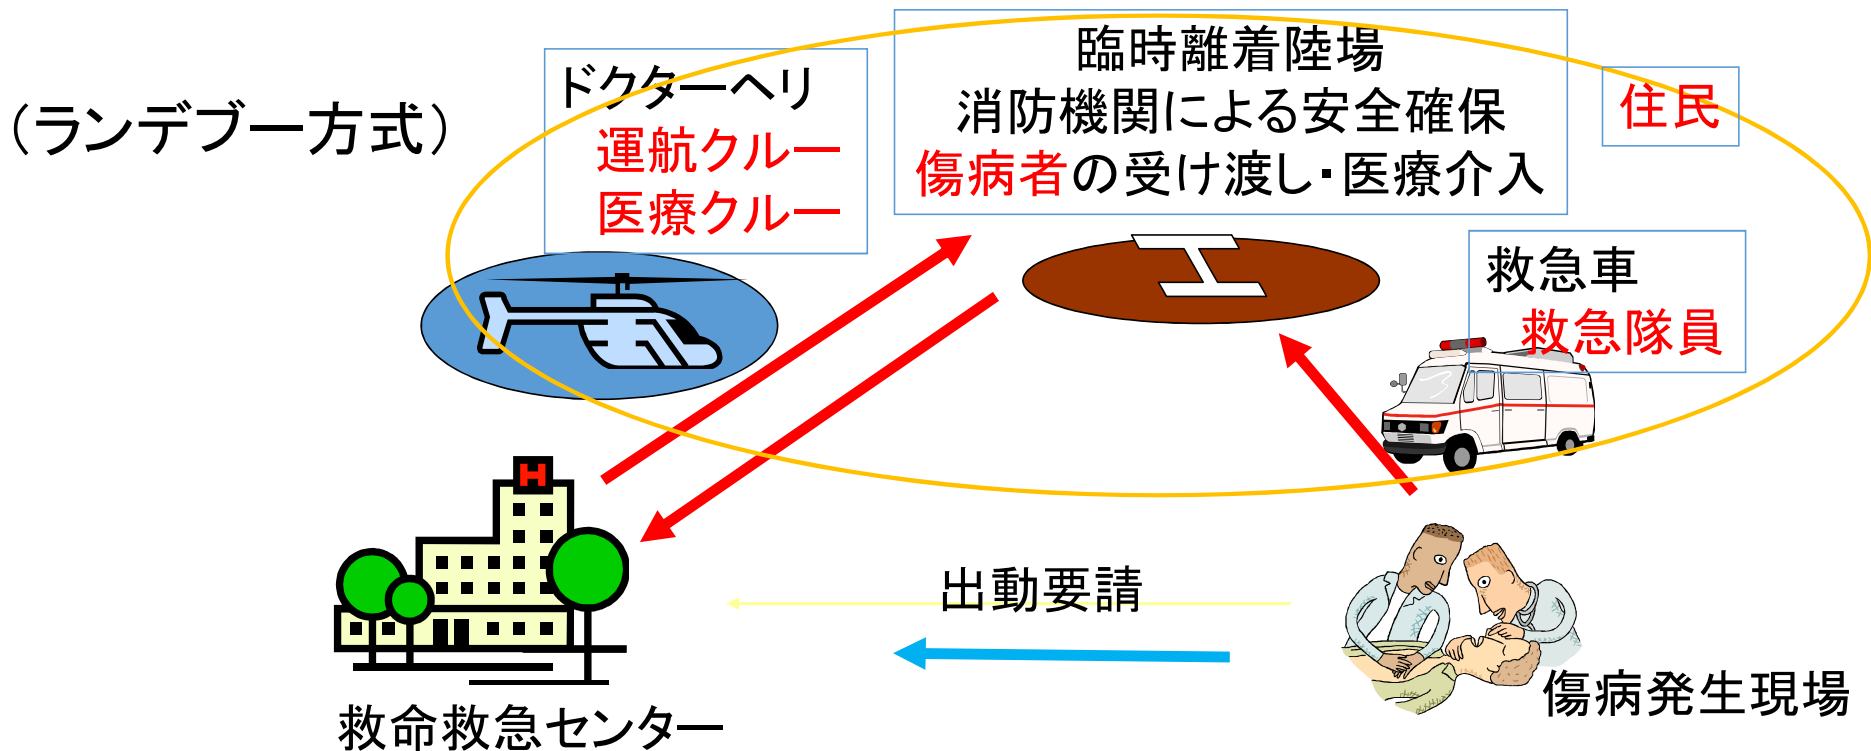 (ランデブー方式)
ドクターヘリ
運航クルー
医療クルー
臨時離着陸場
消防機関による安全確保
傷病者の受け渡し・医療介入
住民
救急車
救急隊員
H
H
出動要請
傷病発生現場
救命救急センター